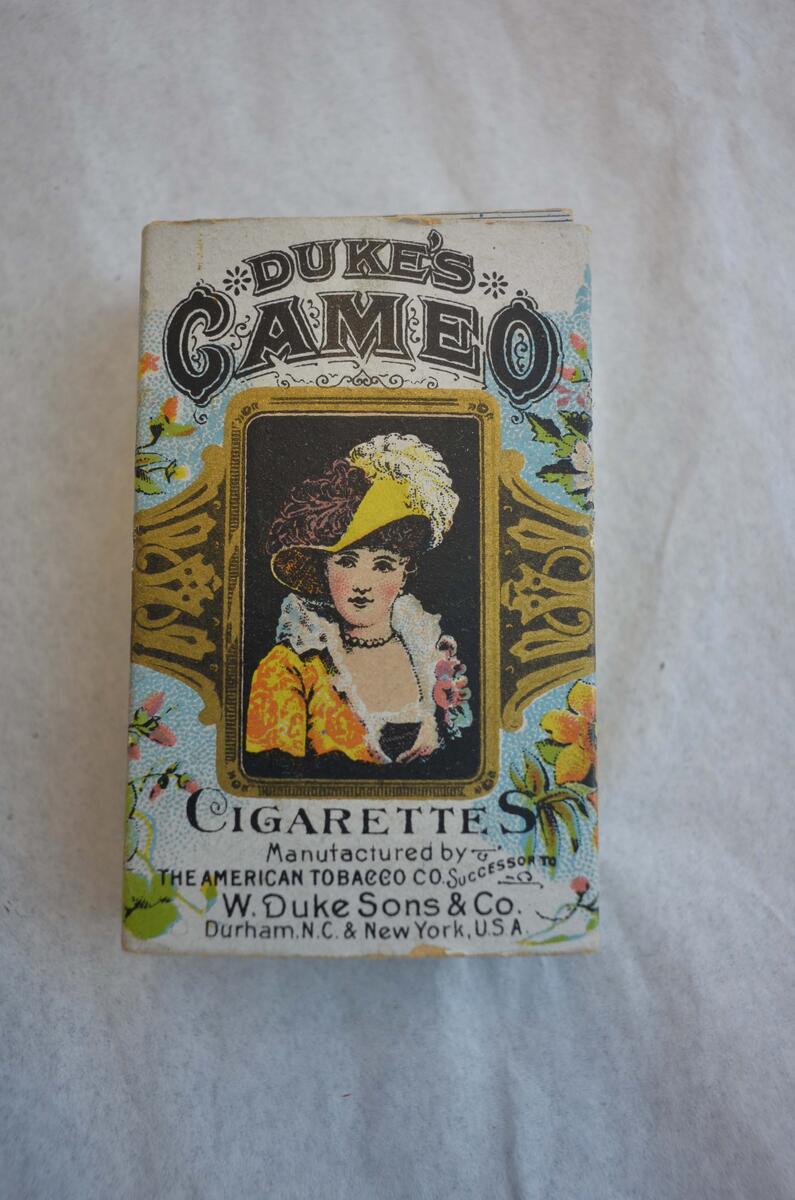 DUKE'S
CAMEO
CIGARETTES
Manufactured by
THE AMERICAN TOBACCO CO. SUCCESSOR TO
W. Duke Sons & Co.
Durham, N.C. & New York, U.S.A.